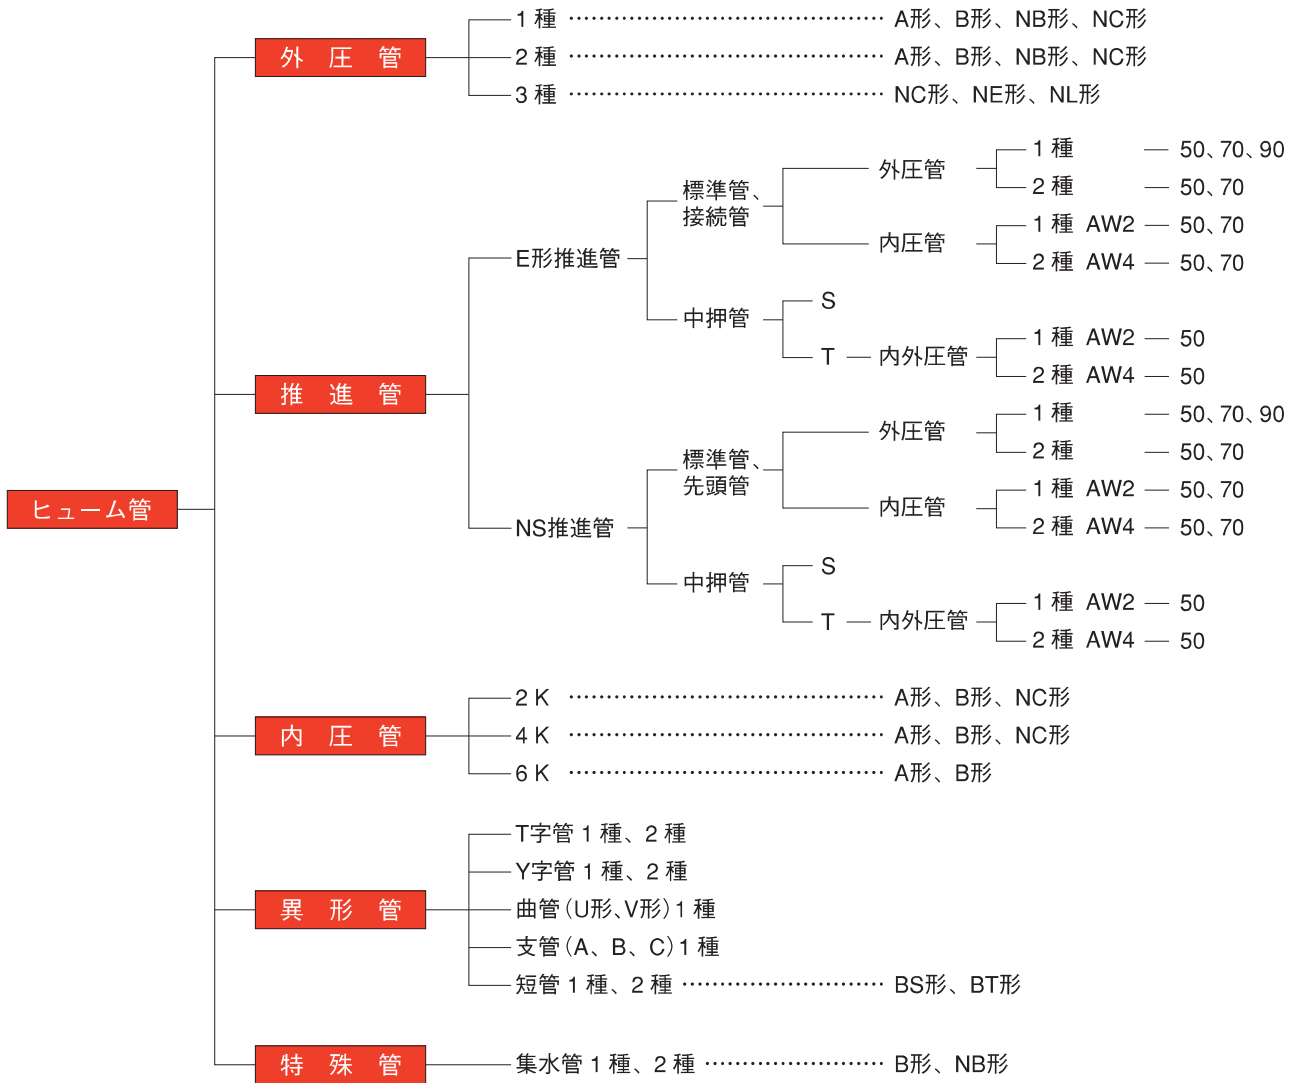 1種 ………………………………… A形、B形、NB形、NC形
外圧管
2種 ………………………………… A形、B形、NB形、NC形
3種 ………………………………… NC形、NE形、NL形
1種 50、70、90
外圧管
2種 50、70
標準管、
接続管
1種 AW2 50、70
内圧管
2種 AW4 50、70
E形推進管
S
中押管
1種 AW2 50
T 内外圧管
2種 AW4 50
推進管
1種 50、70、90
外圧管
2種 50、70
標準管、
先頭管
1種 AW2 50、70
内圧管
2種 AW4 50、70
ヒューム管
NS推進管
S
中押管
1種 AW2 50
T 内外圧管
2種 AW4 50
2K ………………………………… A形、B形、NC形
内圧管
4K ………………………………… A形、B形、NC形
6K ………………………………… A形、B形
T字管1種、2種
Y字管1種、2種
異形管
曲管(U形、V形)1種
支管(A、B、C)1種
短管1種、2種 …………………… BS形、BT形
特殊管
集水管1種、2種 ………………… B形、NB形